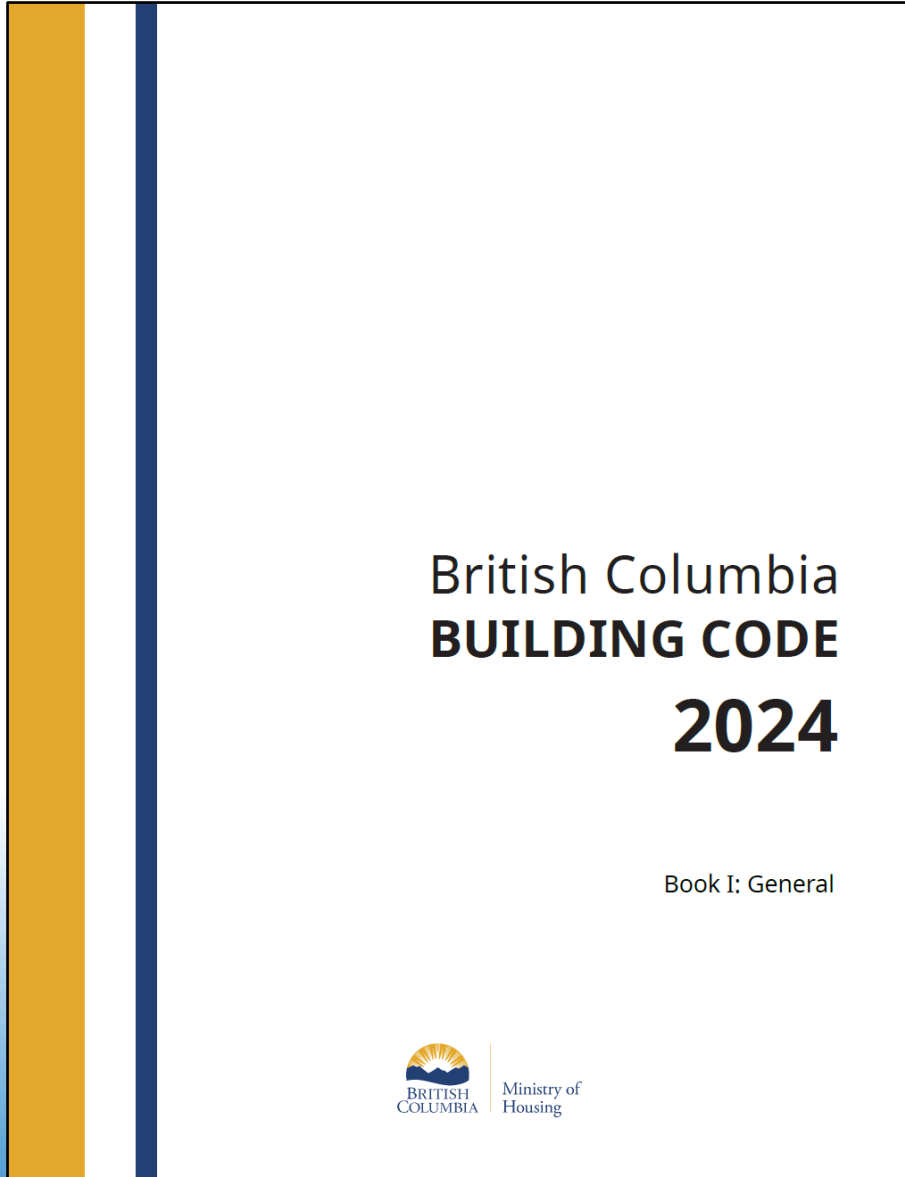 British Columbia
BUILDING CODE
2024
Book I: General
BRITISH
COLUMBIA
Ministry of
Housing